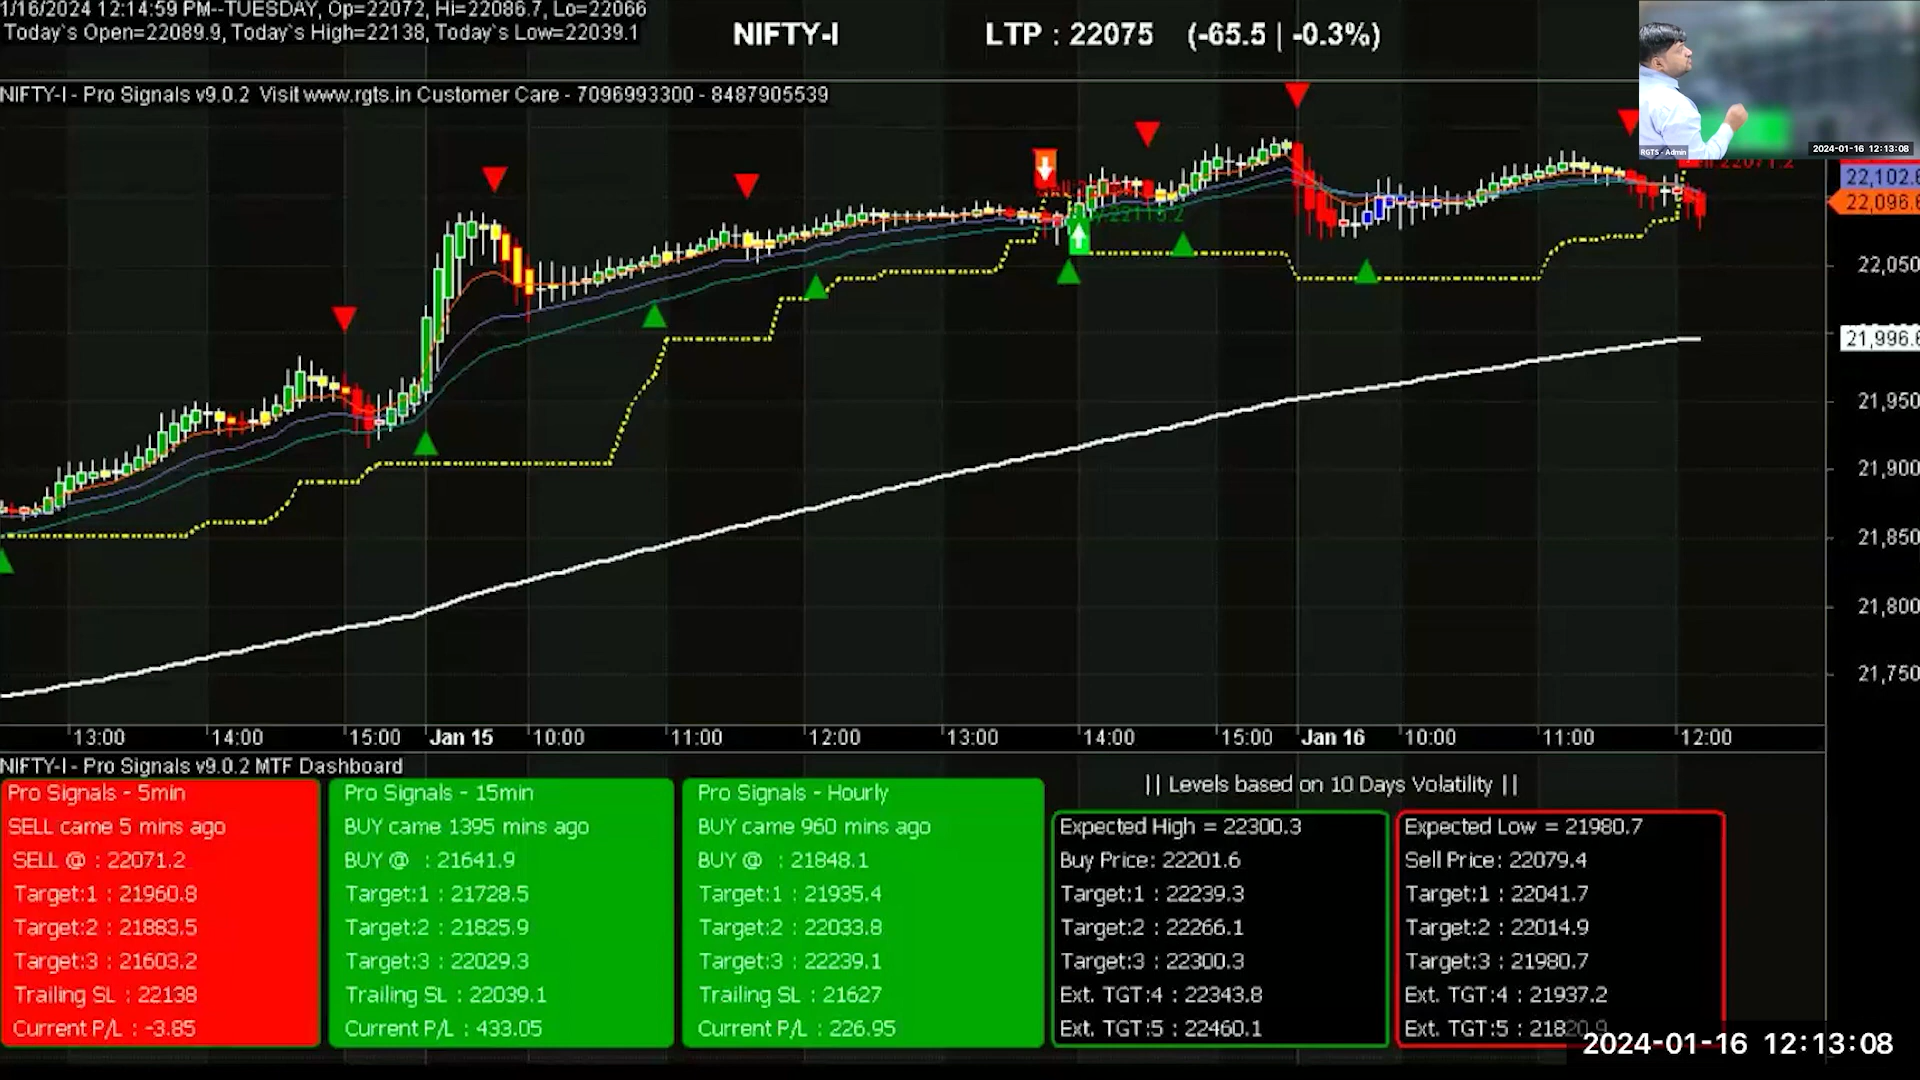 1/16/2024 12:14:59 PM--TUESDAY, Op=22072, Hi=22086.7, Lo=22066
Today`s Open=22089.9, Today`s High=22138, Today`s Low=22039.1
NIFTY-I
LTP : 22075 (-65.5 | -0.3%)
NIFTY-I - Pro Signals v9.0.2 Visit www.rgts.in Customer Care - 7096993300 - 8487905539
RGTS - Admin
2024-01-16 12:13:08
22,102.6
22,096.6
22,050
21,996.6
21,950
21,900
21,850
21,800
21,750
13:00 14:00 15:00 Jan 15 10:00 11:00 12:00 13:00 14:00 15:00 Jan 16 10:00 11:00 12:00
NIFTY-I - Pro Signals v9.0.2 MTF Dashboard
Pro Signals - 5min
SELL came 5 mins ago
SELL @ : 22071.2
Target:1 : 21960.8
Target:2 : 21883.5
Target:3 : 21603.2
Trailing SL : 22138
Current P/L : -3.85
Pro Signals - 15min
BUY came 1395 mins ago
BUY @ : 21641.9
Target:1 : 21728.5
Target:2 : 21825.9
Target:3 : 22029.3
Trailing SL : 22039.1
Current P/L : 433.05
Pro Signals - Hourly
BUY came 960 mins ago
BUY @ : 21848.1
Target:1 : 21935.4
Target:2 : 22033.8
Target:3 : 22239.1
Trailing SL : 21627
Current P/L : 226.95
|| Levels based on 10 Days Volatility ||
Expected High = 22300.3
Buy Price: 22201.6
Target:1 : 22239.3
Target:2 : 22266.1
Target:3 : 22300.3
Ext. TGT:4 : 22343.8
Ext. TGT:5 : 22460.1
Expected Low = 21980.7
Sell Price: 22079.4
Target:1 : 22041.7
Target:2 : 22014.9
Target:3 : 21980.7
Ext. TGT:4 : 21937.2
Ext. TGT:5 : 21820.9
2024-01-16 12:13:08